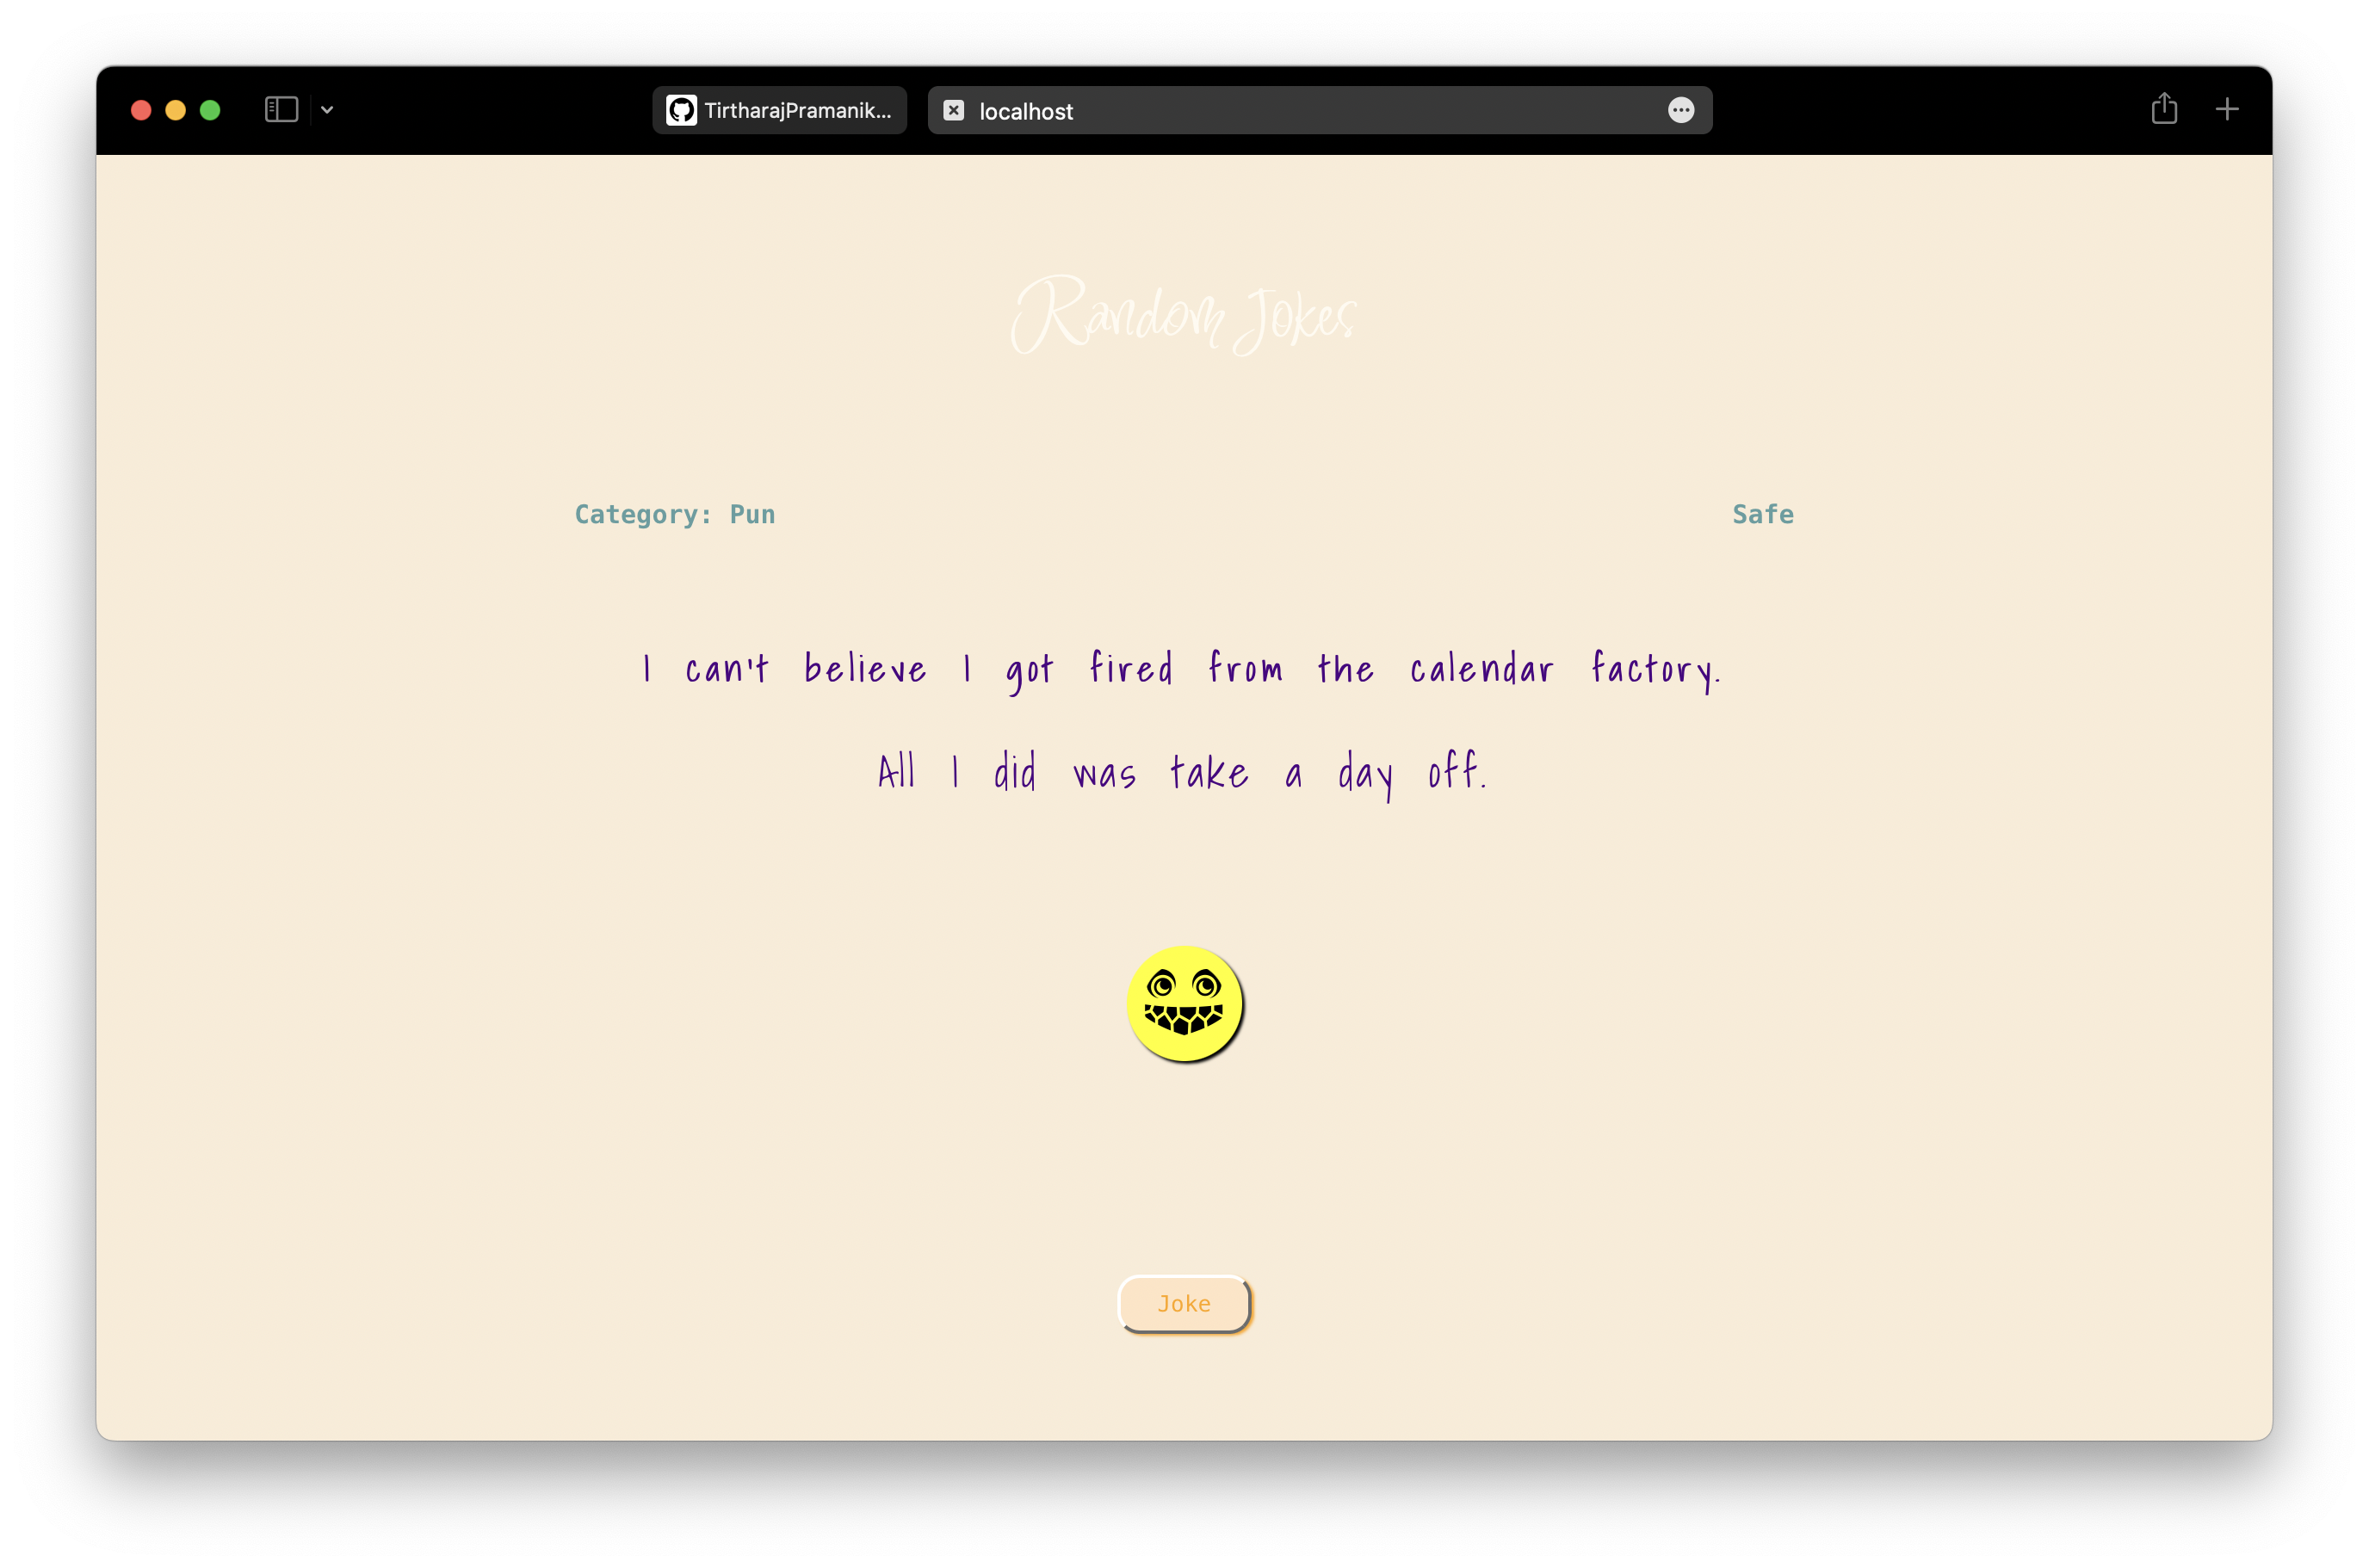 TirtharajPramanik...
localhost
Random Jokes
Category: Pun
Safe
I can't believe I got fired from the calendar factory.
All I did was take a day off.
Joke